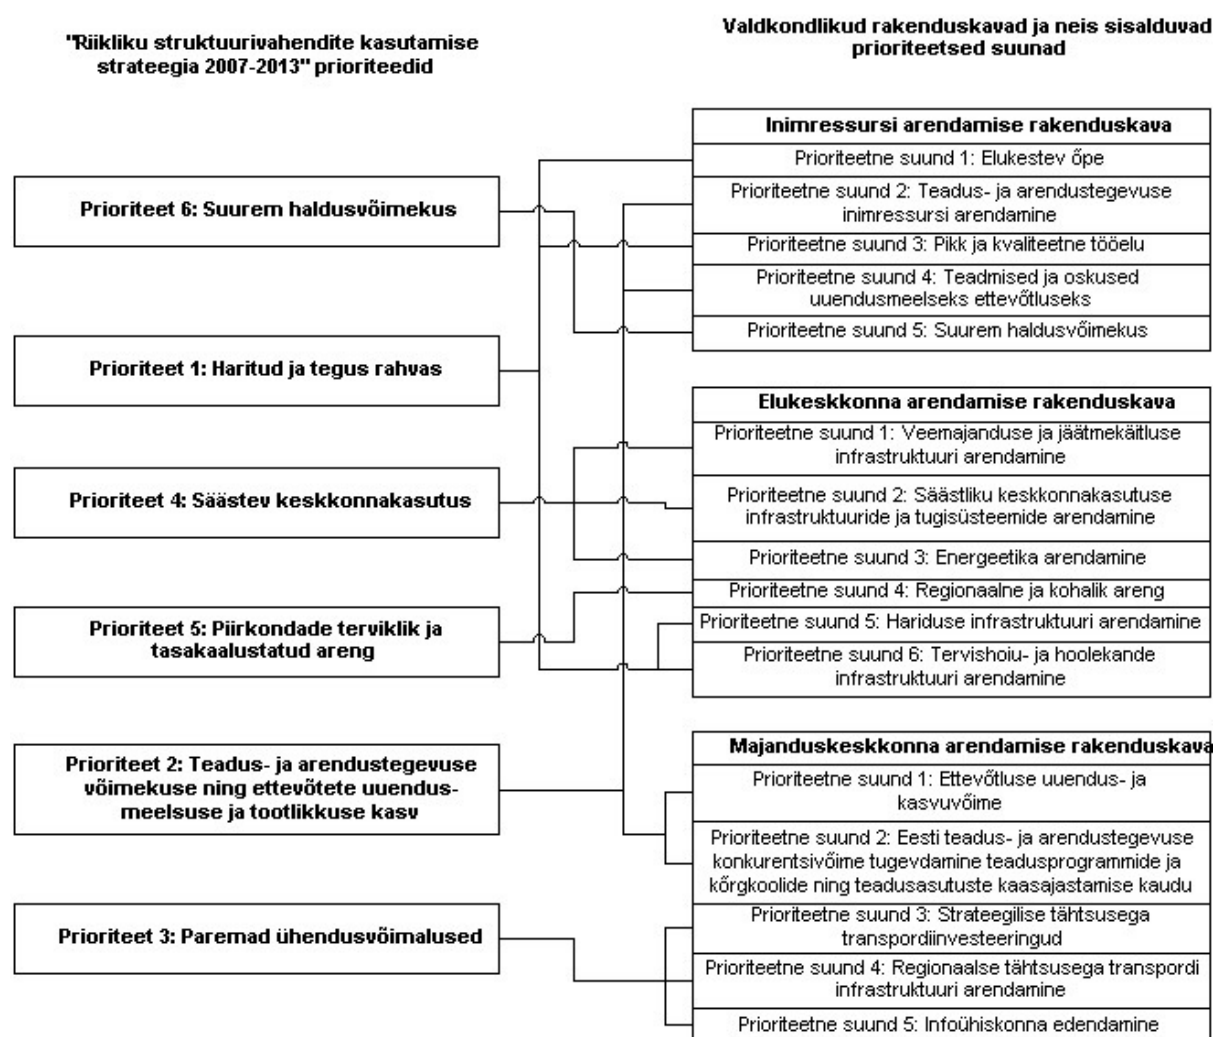 "Riikliku struktuurivahendite kasutamise
strateegia 2007-2013" prioriteedid
Prioriteet 6: Suurem haldusvõimekus
Prioriteet 1: Haritud ja tegus rahvas
Prioriteet 4: Säästev keskkonnakasutus
Prioriteet 5: Piirkondade terviklik ja
tasakaalustatud areng
Prioriteet 2: Teadus- ja arendustegevuse
võimekuse ning ettevõtete uuendus-
meelsuse ja tootlikkuse kasv
Prioriteet 3: Paremad ühendusvõimalused
Valdkondlikud rakenduskavad ja neis sisalduvad
prioriteetsed suunad
Inimressursi arendamise rakenduskava
Prioriteetne suund 1: Elukestev õpe
Prioriteetne suund 2: Teadus- ja arendustegevuse
inimressursi arendamine
Prioriteetne suund 3: Pikk ja kvaliteetne tööelu
Prioriteetne suund 4: Teadmised ja oskused
uuendusmeelseks ettevõtluseks
Prioriteetne suund 5: Suurem haldusvõimekus
Elukeskkonna arendamise rakenduskava
Prioriteetne suund 1: Veemajanduse ja jäätmekäitluse
infrastruktuuri arendamine
Prioriteetne suund 2: Säästliku keskkonnakasutuse
infrastruktuuride ja tugisüsteemide arendamine
Prioriteetne suund 3: Energeetika arendamine
Prioriteetne suund 4: Regionaalne ja kohalik areng
Prioriteetne suund 5: Hariduse infrastruktuuri arendamine
Prioriteetne suund 6: Tervishoiu- ja hoolekande
infrastruktuuri arendamine
Majanduskeskkonna arendamise rakenduskava
Prioriteetne suund 1: Ettevõtluse uuendus- ja
kasvuvõime
Prioriteetne suund 2: Eesti teadus- ja arendustegevuse
konkurentsivõime tugevdamine teadusprogrammide ja
kõrgkoolide ning teadusasutuste kaasajastamise kaudu
Prioriteetne suund 3: Strateegilise tähtsusega
transpordiinvesteeringud
Prioriteetne suund 4: Regionaalse tähtsusega transpordi
infrastruktuuri arendamine
Prioriteetne suund 5: Infoühiskonna edendamine